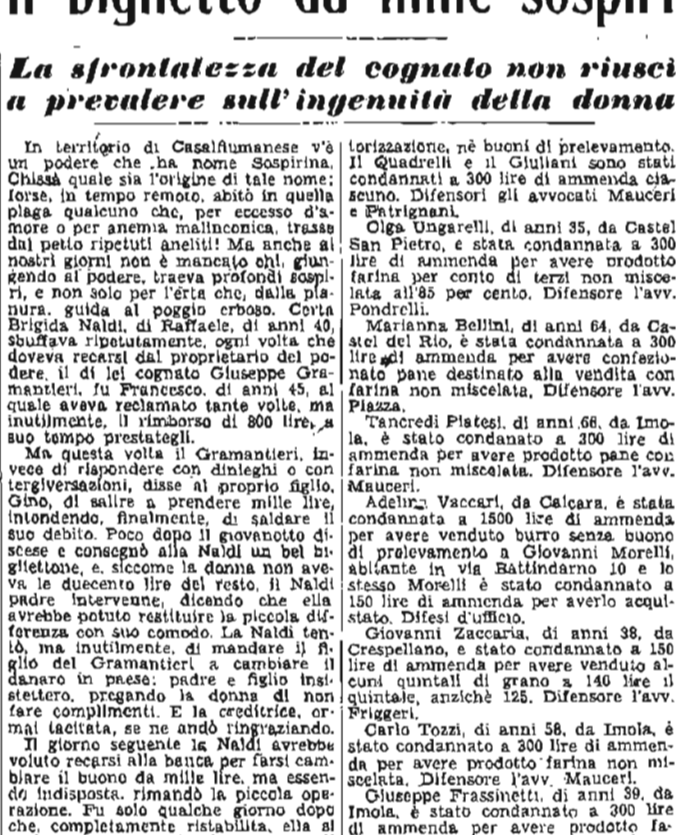 Il biglietto da mille sospiri
La sfrontatezza del cognato non riuscì
a prevalere sull'ingenuità della donna
In territorio di Casalfiumanese v'è
un podere che ha nome Sospirina.
Chissà quale sia l'origine di tale nome;
forse, in tempo remoto, abitò in quella
plaga qualcuno che, per eccesso d'a-
more o per anemia malinconica, trasse
dal petto ripetuti aneliti! Ma anche ai
nostri giorni non è mancato chi, giun-
gendo al podere, traeva profondi sospi-
ri, e non solo per l'erta che, dalla pia-
nura, guida al poggio erboso. Certa
Brigida Naldi, di Raffaele, di anni 40,
sbuffava ripetutamente, ogni volta che
doveva recarsi dal proprietario del po-
dere, il di lei cognato Giuseppe Gra-
mantieri, fu Francesco, di anni 45, al
quale aveva reclamato tante volte, ma
inutilmente, il rimborso di 800 lire, a
suo tempo prestategli.
Ma questa volta il Gramantieri, in-
vece di rispondere con dinieghi o con
tergiversazioni, disse al proprio figlio,
Gino, di salire a prendere mille lire,
intendendo, finalmente, di saldare il
suo debito. Poco dopo il giovanotto di-
scese e consegnò alla Naldi un bel bi-
gliettone, e, siccome la donna non ave-
va le duecento lire del resto, il Naldi
padre intervenne, dicendo che ella
avrebbe potuto restituire la piccola dif-
ferenza con suo comodo. La Naldi ten-
tò, ma inutilmente, di mandare il fi-
glio del Gramantieri a cambiare il
danaro in paese; padre e figlio insi-
stettero, pregando la donna di non
fare complimenti. E la creditrice, or-
mai tacitata, se ne andò ringraziando.
Il giorno seguente la Naldi avrebbe
voluto recarsi alla banca per farsi cam-
biare il buono da mille lire, ma essen-
do indisposta, rimandò la piccola ope-
razione. Fu solo qualche giorno dopo
che, completamente ristabilita, ella si
torizzazione, nè buoni di prelevamento.
Il Quadrelli e il Giuliani sono stati
condannati a 300 lire di ammenda cia-
scuno. Difensori gli avvocati Mauceri
e Patrignani.
Olga Ungarelli, di anni 35, da Castel
San Pietro, e stata condannata a 300
lire di ammenda per avere prodotto
farina per conto di terzi non misce-
lata all'85 per cento. Difensore l'avv.
Pondrelli.
Marianna Bellini, di anni 64, da Ca-
stel del Rio, è stata condannata a 300
lire di ammenda per avere confezio-
nato pane destinato alla vendita con
farina non miscelata. Difensore l'avv.
Piazza.
Tancredi Platesi, di anni 66, da Imo-
la, è stato condanato a 300 lire di
ammenda per avere prodotto pane con
farina non miscelata. Difensore l'avv.
Mauceri.
Adelina Vaccari, da Calcara, è stata
condannata a 1500 lire di ammenda
per avere venduto burro senza buono
di prelevamento a Giovanni Morelli,
abitante in via Battindarno 10 e lo
stesso Morelli è stato condannato a
150 lire di ammenda per averlo acqui-
stato. Difesi d'ufficio.
Giovanni Zaccaria, di anni 38, da
Crespellano, e stato condannato a 150
lire di ammenda per avere venduto al-
cuni quintali di grano a 140 lire il
quintale, anzichè 125. Difensore l'avv.
Friggeri.
Carlo Tozzi, di anni 58, da Imola, è
stato condannato a 300 lire di ammen-
da per avere prodotto farina non mi-
scelata. Difensore l'avv. Mauceri.
Giuseppe Frassinetti, di anni 39, da
Imola, è stato condannato a 300 lire
di ammenda per avere prodotto fa-